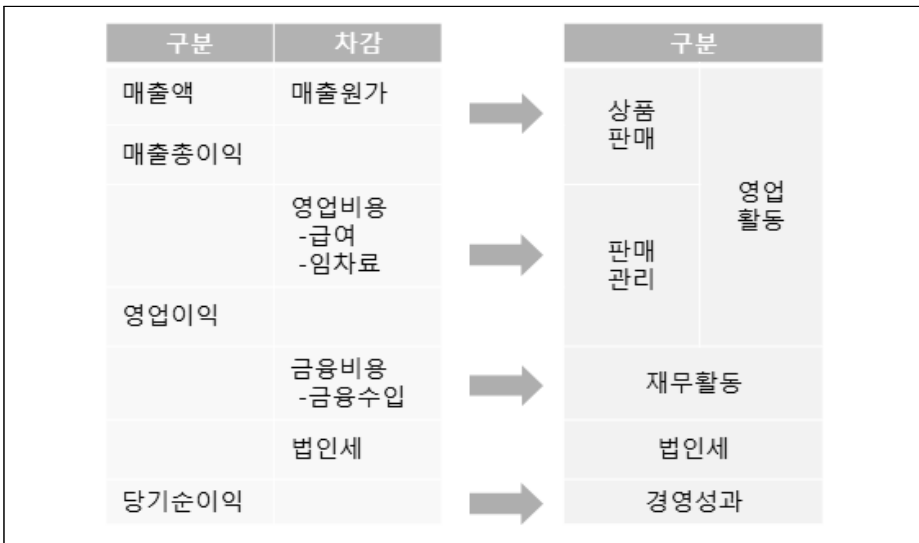 구분 차감 구분
매출액 매출원가
상품
판매
매출총이익
영업비용
-급여
-임차료
영업
활동
판매
관리
영업이익
금융비용
-금융수입
재무활동
법인세 법인세
당기순이익 경영성과